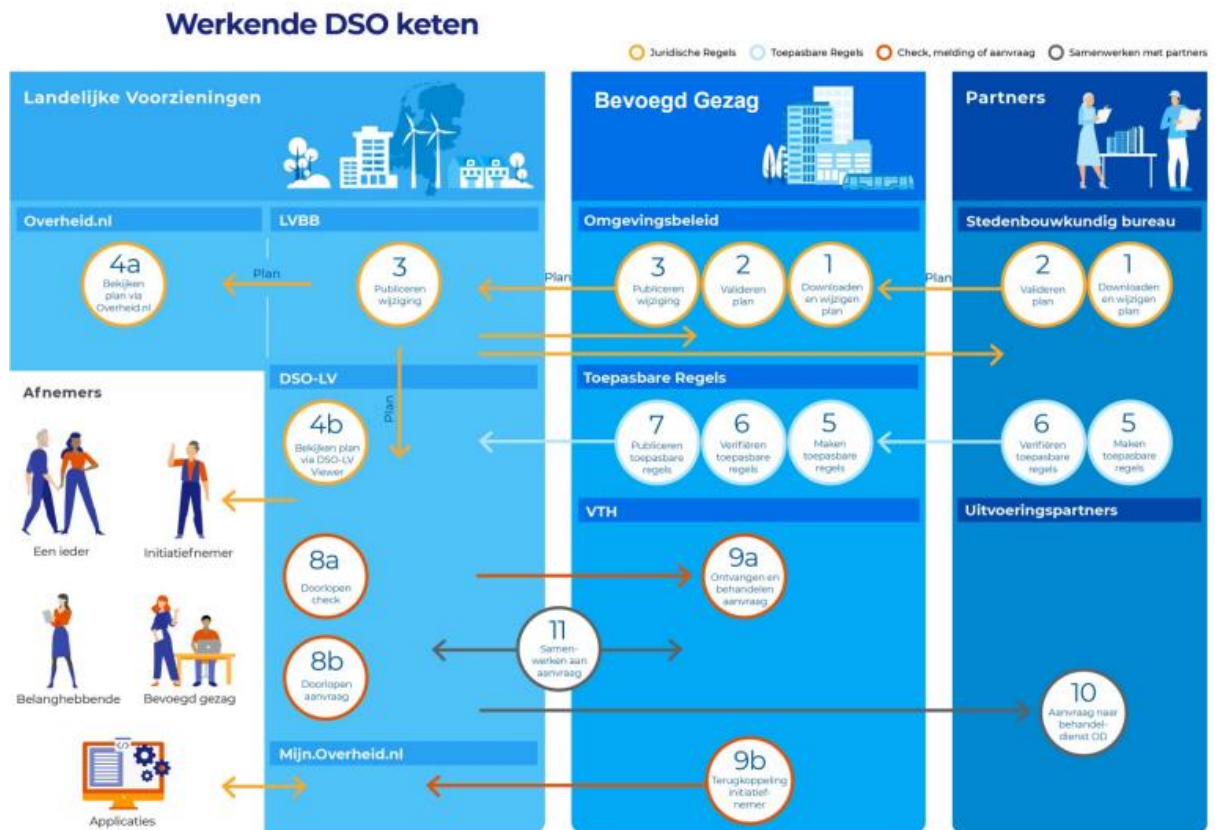 Werkende DSO keten
Juridische Regels
Toepasbare Regels
Check, melding of aanvraag
Samenwerken met partners
Landelijke Voorzieningen
Bevoegd Gezag
Partners
Overheid.nl
LVBB
Omgevingsbeleid
Stedenbouwkundig bureau
4a
Bekijken
plan via
Overheid.nl
Plan
3
Publiceren
wijziging
Plan
3
Publiceren
wijziging
2
Valideren
plan
1
Downloaden
en wijzigen
plan
Plan
2
Valideren
plan
1
Downloaden
en wijzigen
plan
Plan
Afnemers
DSO-LV
Toepasbare Regels
4b
Bekijken plan
via DSO-LV
Viewer
7
Publiceren
toepasbare
regels
6
Verifiëren
toepasbare
regels
5
Maken
toepasbare
regels
6
Verifiëren
toepasbare
regels
5
Maken
toepasbare
regels
Een ieder
Initiatiefnemer
VTH
Uitvoeringspartners
8a
Doorlopen
check
9a
Ontvangen en
behandelen
aanvraag
11
Samen-
werken aan
aanvraag
8b
Doorlopen
aanvraag
10
Aanvraag naar
behandel-
dienst OD
Belanghebbende
Bevoegd gezag
Mijn.Overheid.nl
9b
Terugkoppeling
initiatief-
nemer
Applicaties